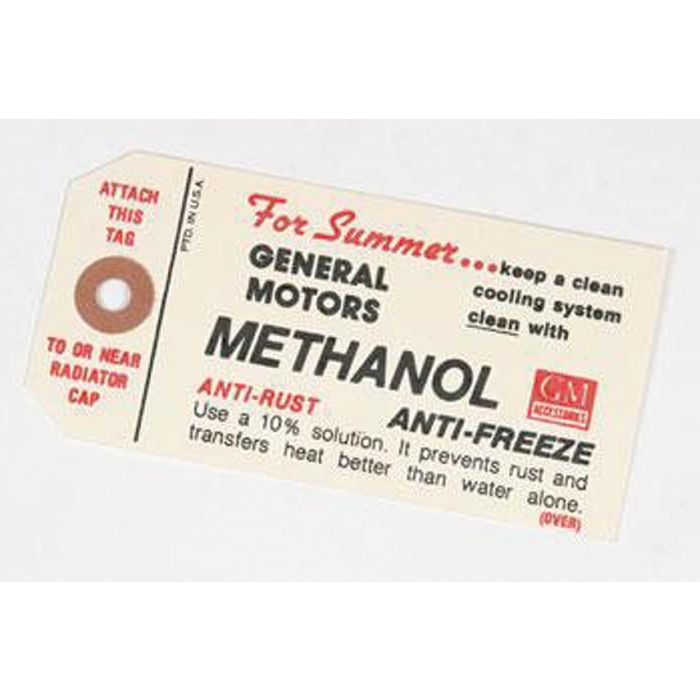 ATTACH
THIS
TAG
TO OR NEAR
RADIATOR
CAP
PTD. IN U.S.A.
For Summer...keep a clean
cooling system
clean with
GENERAL
MOTORS
METHANOL
GM
ACCESSORIES
ANTI-RUST
ANTI-FREEZE
Use a 10% solution. It prevents rust and
transfers heat better than water alone.
(OVER)